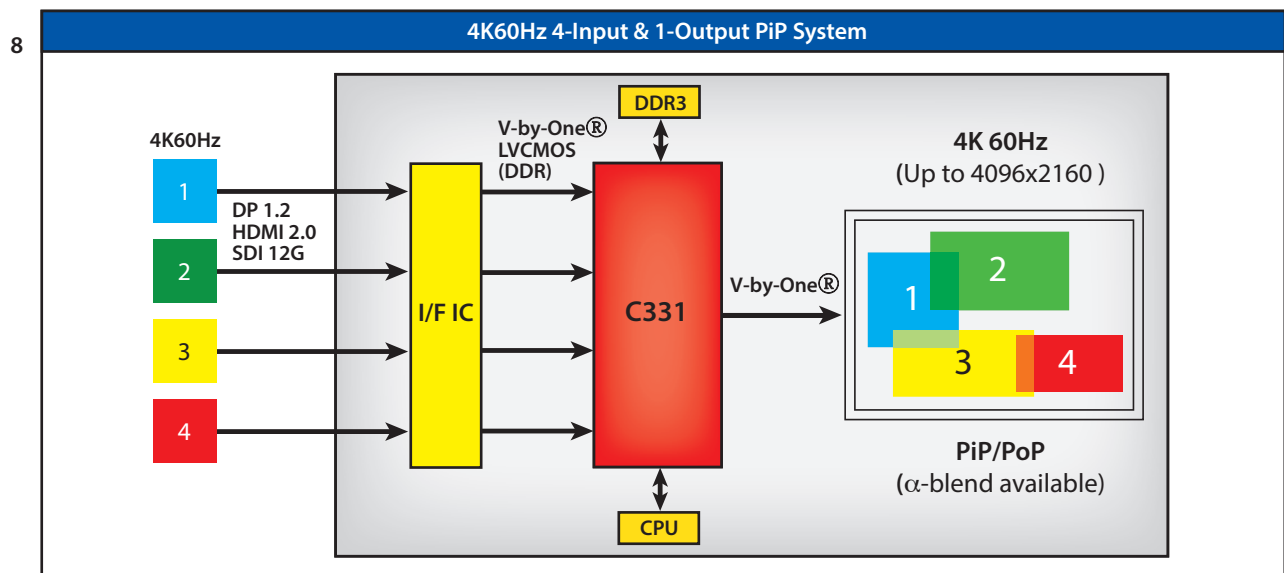 8
4K60Hz 4-Input & 1-Output PiP System
4K60Hz
1
2
3
4
DP 1.2
HDMI 2.0
SDI 12G
I/F IC
V-by-One®
LVCMOS
(DDR)
DDR3
C331
CPU
V-by-One®
4K 60Hz
(Up to 4096x2160 )
1
2
3
4
PiP/PoP
(α-blend available)